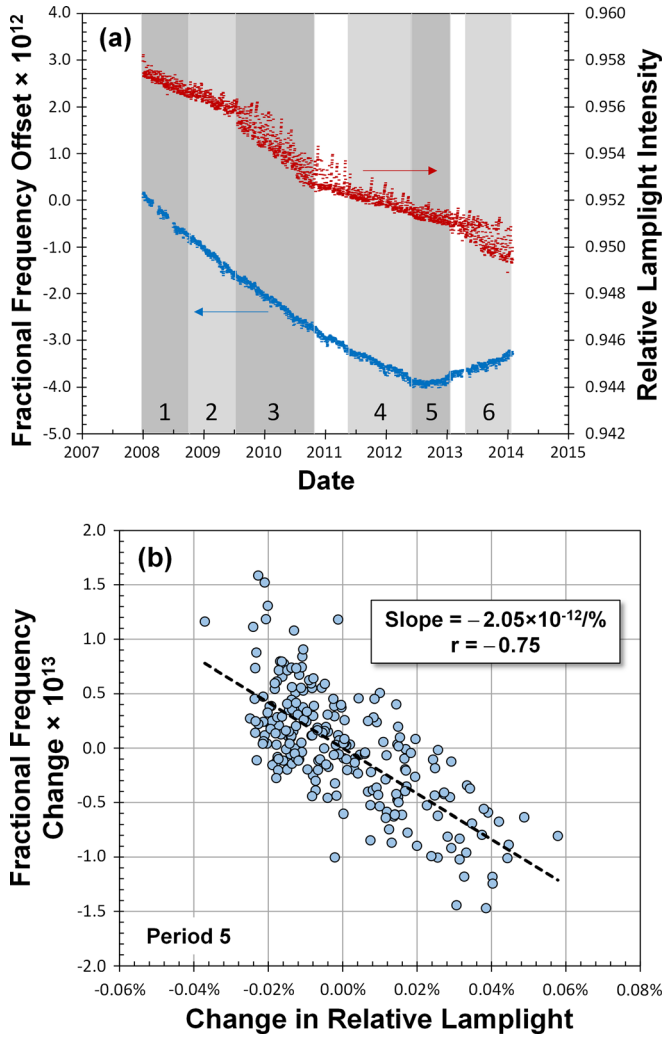 (a)
Fractional Frequency Offset × 10¹²
4.0
3.0
2.0
1.0
0.0
-1.0
-2.0
-3.0
-4.0
-5.0
0.960
0.958
0.956
0.954
0.952
0.950
0.948
0.946
0.944
0.942
Relative Lamplight Intensity
1 2 3 4 5 6
2007 2008 2009 2010 2011 2012 2013 2014 2015
Date
(b)
Fractional Frequency
Change × 10¹³
2.0
1.5
1.0
0.5
0.0
-0.5
-1.0
-1.5
-2.0
Slope = −2.05×10⁻¹²/%
r = −0.75
Period 5
-0.06% -0.04% -0.02% 0.00% 0.02% 0.04% 0.06% 0.08%
Change in Relative Lamplight